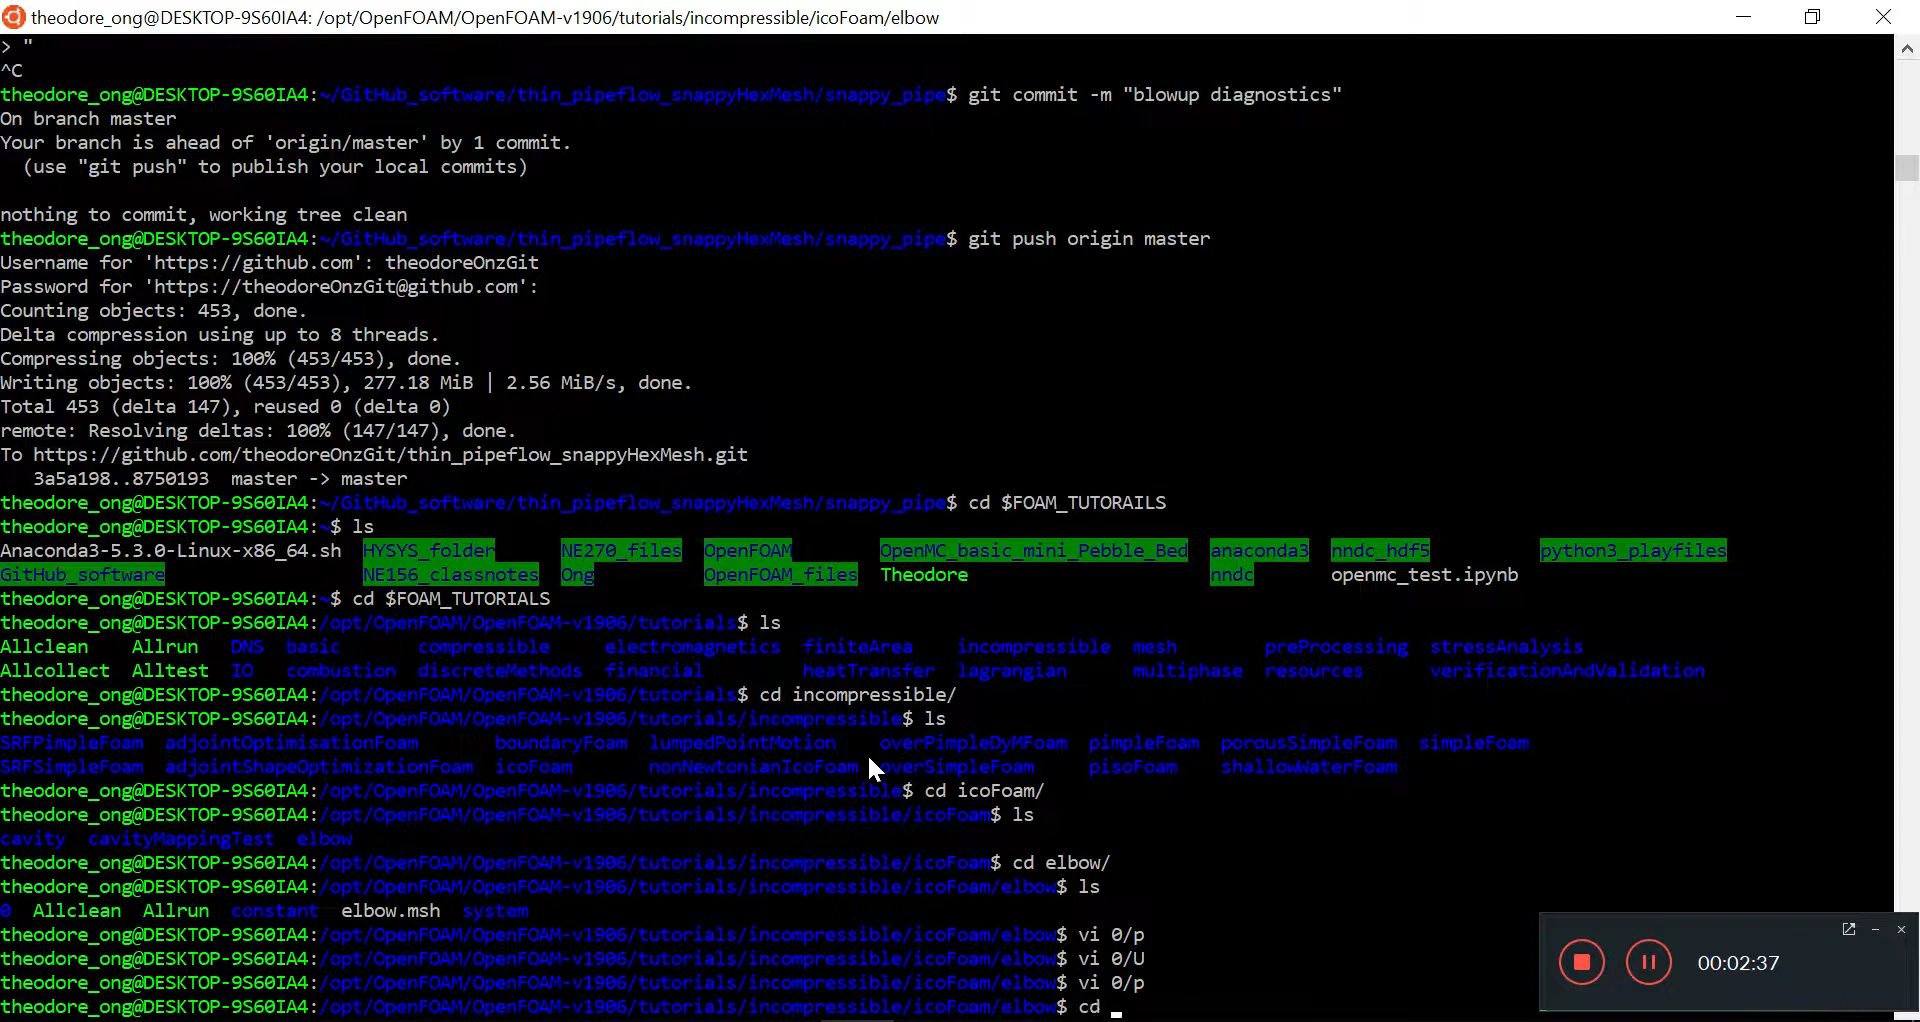 theodore_ong@DESKTOP-9S60IA4: /opt/OpenFOAM/OpenFOAM-v1906/tutorials/incompressible/icoFoam/elbow
> "
^C
theodore_ong@DESKTOP-9S60IA4:~/GitHub_software/thin_pipeflow_snappyHexMesh/snappy_pipe$ git commit -m "blowup diagnostics"
On branch master
Your branch is ahead of 'origin/master' by 1 commit.
(use "git push" to publish your local commits)
nothing to commit, working tree clean
theodore_ong@DESKTOP-9S60IA4:~/GitHub_software/thin_pipeflow_snappyHexMesh/snappy_pipe$ git push origin master
Username for 'https://github.com': theodoreOnzGit
Password for 'https://theodoreOnzGit@github.com':
Counting objects: 453, done.
Delta compression using up to 8 threads.
Compressing objects: 100% (453/453), done.
Writing objects: 100% (453/453), 277.18 MiB | 2.56 MiB/s, done.
Total 453 (delta 147), reused 0 (delta 0)
remote: Resolving deltas: 100% (147/147), done.
To https://github.com/theodoreOnzGit/thin_pipeflow_snappyHexMesh.git
3a5a198..8750193 master -> master
theodore_ong@DESKTOP-9S60IA4:~/GitHub_software/thin_pipeflow_snappyHexMesh/snappy_pipe$ cd $FOAM_TUTORAILS
theodore_ong@DESKTOP-9S60IA4:~$ ls
Anaconda3-5.3.0-Linux-x86_64.sh HYSYS_folder NE270_files OpenFOAM OpenMC_basic_mini_Pebble_Bed anaconda3 nndc_hdf5 python3_playfiles
GitHub_software NE156_classnotes Ong OpenFOAM_files Theodore nndc openmc_test.ipynb
theodore_ong@DESKTOP-9S60IA4:~$ cd $FOAM_TUTORIALS
theodore_ong@DESKTOP-9S60IA4:/opt/OpenFOAM/OpenFOAM-v1906/tutorials$ ls
Allclean Allrun DNS basic compressible electromagnetics finiteArea incompressible mesh preProcessing stressAnalysis
Allcollect Alltest IO combustion discreteMethods financial heatTransfer lagrangian multiphase resources verificationAndValidation
theodore_ong@DESKTOP-9S60IA4:/opt/OpenFOAM/OpenFOAM-v1906/tutorials$ cd incompressible/
theodore_ong@DESKTOP-9S60IA4:/opt/OpenFOAM/OpenFOAM-v1906/tutorials/incompressible$ ls
SRFPimpleFoam adjointOptimisationFoam boundaryFoam lumpedPointMotion overPimpleDyMFoam pimpleFoam porousSimpleFoam simpleFoam
SRFSimpleFoam adjointShapeOptimizationFoam icoFoam nonNewtonianIcoFoam overSimpleFoam pisoFoam shallowWaterFoam
theodore_ong@DESKTOP-9S60IA4:/opt/OpenFOAM/OpenFOAM-v1906/tutorials/incompressible$ cd icoFoam/
theodore_ong@DESKTOP-9S60IA4:/opt/OpenFOAM/OpenFOAM-v1906/tutorials/incompressible/icoFoam$ ls
cavity cavityMappingTest elbow
theodore_ong@DESKTOP-9S60IA4:/opt/OpenFOAM/OpenFOAM-v1906/tutorials/incompressible/icoFoam$ cd elbow/
theodore_ong@DESKTOP-9S60IA4:/opt/OpenFOAM/OpenFOAM-v1906/tutorials/incompressible/icoFoam/elbow$ ls
0 Allclean Allrun constant elbow.msh system
theodore_ong@DESKTOP-9S60IA4:/opt/OpenFOAM/OpenFOAM-v1906/tutorials/incompressible/icoFoam/elbow$ vi 0/p
theodore_ong@DESKTOP-9S60IA4:/opt/OpenFOAM/OpenFOAM-v1906/tutorials/incompressible/icoFoam/elbow$ vi 0/U
theodore_ong@DESKTOP-9S60IA4:/opt/OpenFOAM/OpenFOAM-v1906/tutorials/incompressible/icoFoam/elbow$ vi 0/p
theodore_ong@DESKTOP-9S60IA4:/opt/OpenFOAM/OpenFOAM-v1906/tutorials/incompressible/icoFoam/elbow$ cd
00:02:37